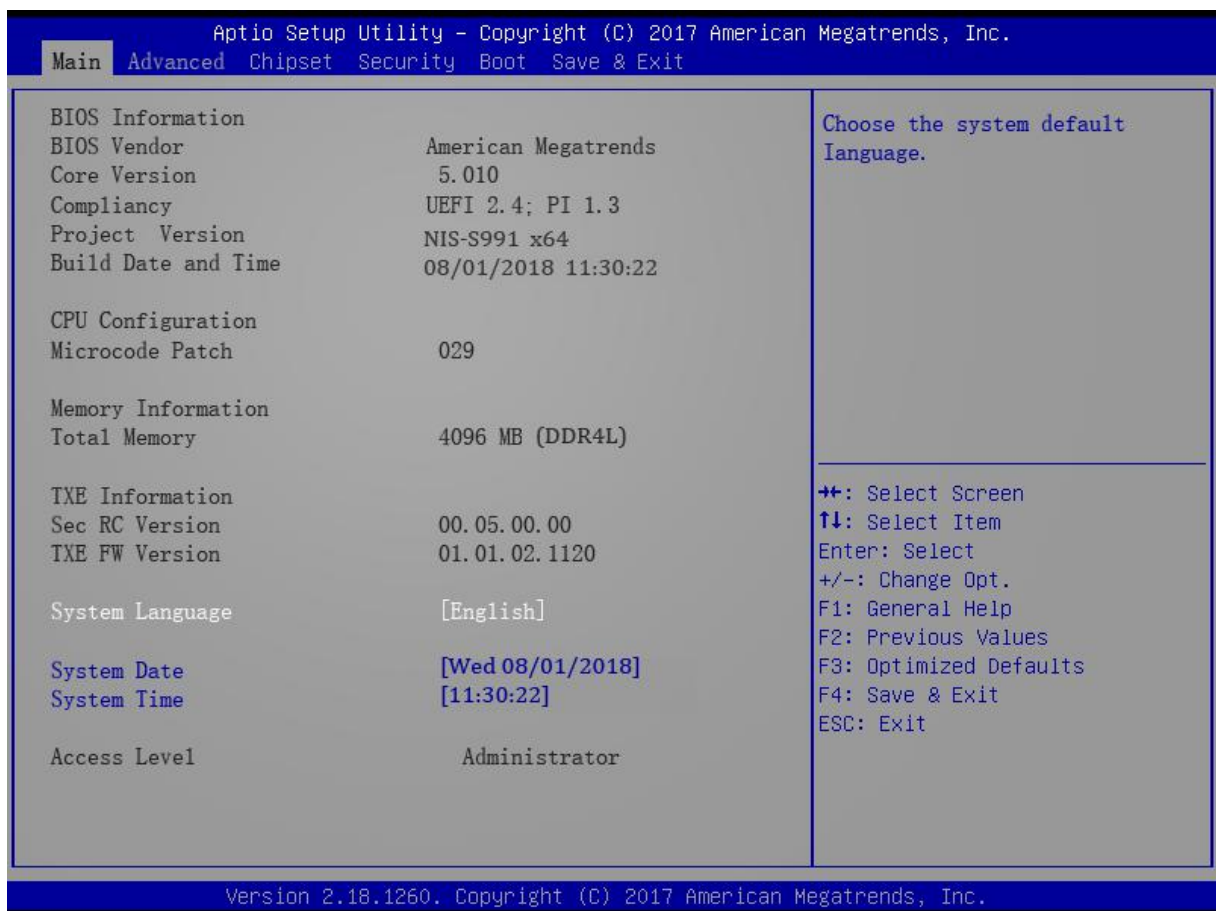 Aptio Setup Utility – Copyright (C) 2017 American Megatrends, Inc.
Main Advanced Chipset Security Boot Save & Exit
BIOS Information
BIOS Vendor American Megatrends
Core Version 5.010
Compliancy UEFI 2.4; PI 1.3
Project Version NIS-S991 x64
Build Date and Time 08/01/2018 11:30:22
CPU Configuration
Microcode Patch 029
Memory Information
Total Memory 4096 MB (DDR4L)
TXE Information
Sec RC Version 00.05.00.00
TXE FW Version 01.01.02.1120
System Language [English]
System Date [Wed 08/01/2018]
System Time [11:30:22]
Access Level Administrator
Choose the system default
Ianguage.
→←: Select Screen
↑↓: Select Item
Enter: Select
+/-: Change Opt.
F1: General Help
F2: Previous Values
F3: Optimized Defaults
F4: Save & Exit
ESC: Exit
Version 2.18.1260. Copyright (C) 2017 American Megatrends, Inc.